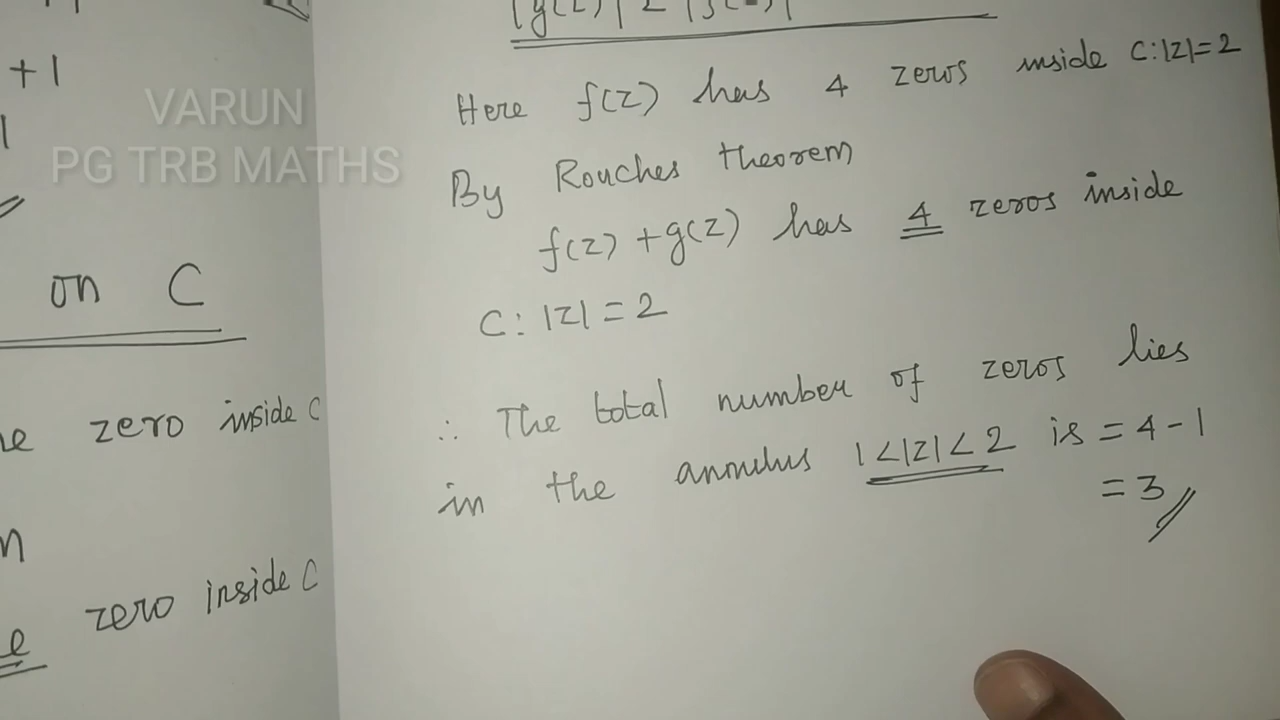 +1
1
on C
zero inside C
zero inside C
|g(z)| < |f(z)|
Here f(z) has 4 zeros inside C:|z|=2
By Rouches theorem
f(z) +g(z) has 4 zeros inside
C: |z| = 2
∴ The total number of zeros lies
in the annulus 1<|z|<2 is = 4-1
= 3
VARUN
PG TRB MATHS